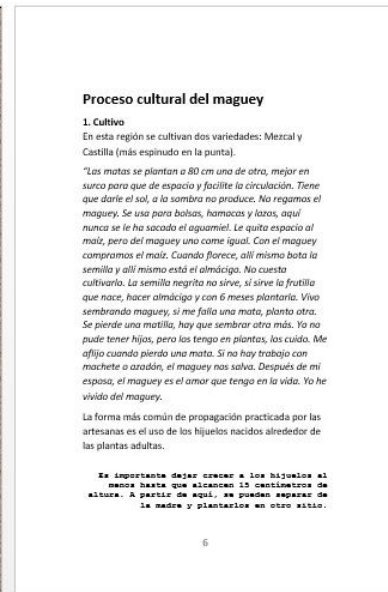 Proceso cultural del maguey
1. Cultivo
En esta región se cultivan dos variedades: Mezcal y
Castilla (más espinudo en la punta).
"Las matas se plantan a 80 cm una de otra, mejor en
surco para que de espacio y facilite la circulación. Tiene
que darle el sol, a la sombra no produce. No regamos el
maguey. Se usa para bolsas, hamacas y lazos, aquí
nunca se le ha sacado el aguamiel. Le quita espacio al
maíz, pero del maguey uno come igual. Con el maguey
compramos el maíz. Cuando florece, allí mismo bota la
semilla y allí mismo está el almácigo. No cuesta
cultivarlo. La semilla negrita no sirve, sí sirve la frutilla
que nace, hacer almácigo y con 6 meses plantarla. Vivo
sembrando maguey, si me falla una mata, planto otra.
Se pierde una matilla, hay que sembrar otra más. Yo no
pude tener hijos, pero los tengo en plantas, los cuido. Me
aflijo cuando pierdo una mata. Si no hay trabajo con
machete o azadón, el maguey nos salva. Después de mi
esposa, el maguey es el amor que tengo en la vida. Yo he
vivido del maguey.
La forma más común de propagación practicada por las
artesanas es el uso de los hijuelos nacidos alrededor de
las plantas adultas.
Es importante dejar crecer a los hijuelos al
menos hasta que alcancen 15 centímetros de
altura. A partir de aquí, se pueden separar de
la madre y plantarlos en otro sitio.
6